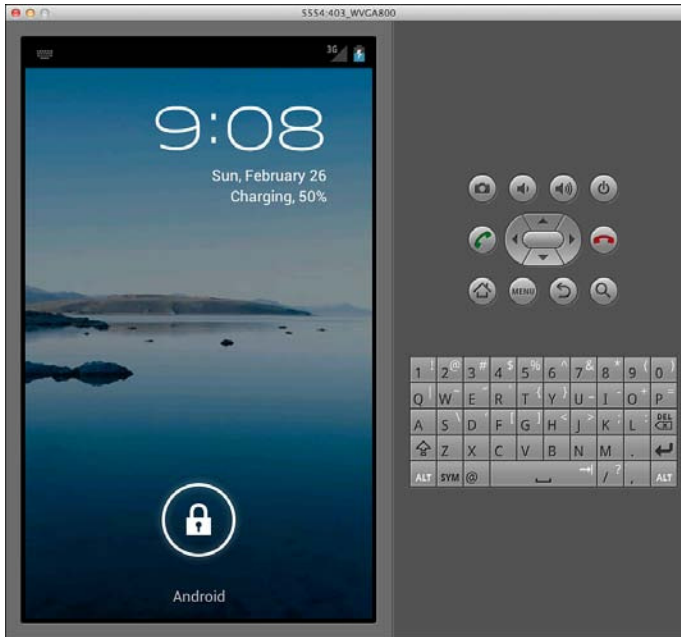 5554:403_WVGA800
3G
9:08
Sun, February 26
Charging, 50%
Android
MENU
1 ! 2 @ 3 # 4 $ 5 % 6 ^ 7 & 8 * 9 ( 0 )
Q | W ~ E " R ` T { Y } U _ I - O + P =
A S \ D ' F [ G ] H < J > K ; L : DEL
Z X C V B N M .
ALT SYM @ / ? , ALT